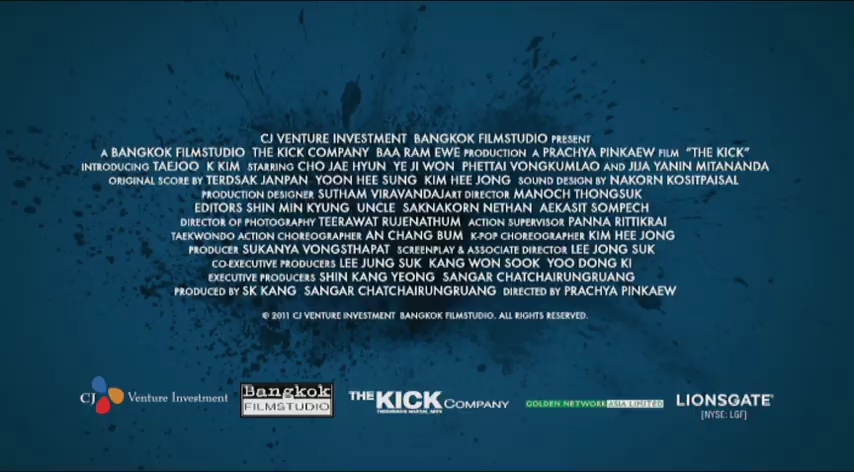 CJ VENTURE INVESTMENT BANGKOK FILMSTUDIO PRESENT
A BANGKOK FILMSTUDIO THE KICK COMPANY BAA RAM EWE PRODUCTION A PRACHYA PINKAEW FILM "THE KICK"
INTRODUCING TAEJOO K KIM STARRING CHO JAE HYUN YE JI WON PHETTAI VONGKUMLAO AND JIJA YANIN MITANANDA
ORIGINAL SCORE BY TERDSAK JANPAN YOON HEE SUNG KIM HEE JONG SOUND DESIGN BY NAKORN KOSITPAISAL
PRODUCTION DESIGNER SUTHAM VIRAVANDAJART DIRECTOR MANOCH THONGSUK
EDITORS SHIN MIN KYUNG UNCLE SAKNAKORN NETHAN AEKASIT SOMPECH
DIRECTOR OF PHOTOGRAPHY TEERAWAT RUJENATHUM ACTION SUPERVISOR PANNA RITTIKRAI
TAEKWONDO ACTION CHOREOGRAPHER AN CHANG BUM K-POP CHOREOGRAPHER KIM HEE JONG
PRODUCER SUKANYA VONGSTHAPAT SCREENPLAY & ASSOCIATE DIRECTOR LEE JONG SUK
CO-EXECUTIVE PRODUCERS LEE JUNG SUK KANG WON SOOK YOO DONG KI
EXECUTIVE PRODUCERS SHIN KANG YEONG SANGAR CHATCHAIRUNGRUANG
PRODUCED BY SK KANG SANGAR CHATCHAIRUNGRUANG DIRECTED BY PRACHYA PINKAEW
© 2011 CJ VENTURE INVESTMENT BANGKOK FILMSTUDIO. ALL RIGHTS RESERVED.
CJ Venture Investment
Bangkok FILMSTUDIO
THE KICK COMPANY
GOLDEN NETWORK ASIA LIMITED
LIONSGATE
[NYSE: LGF]